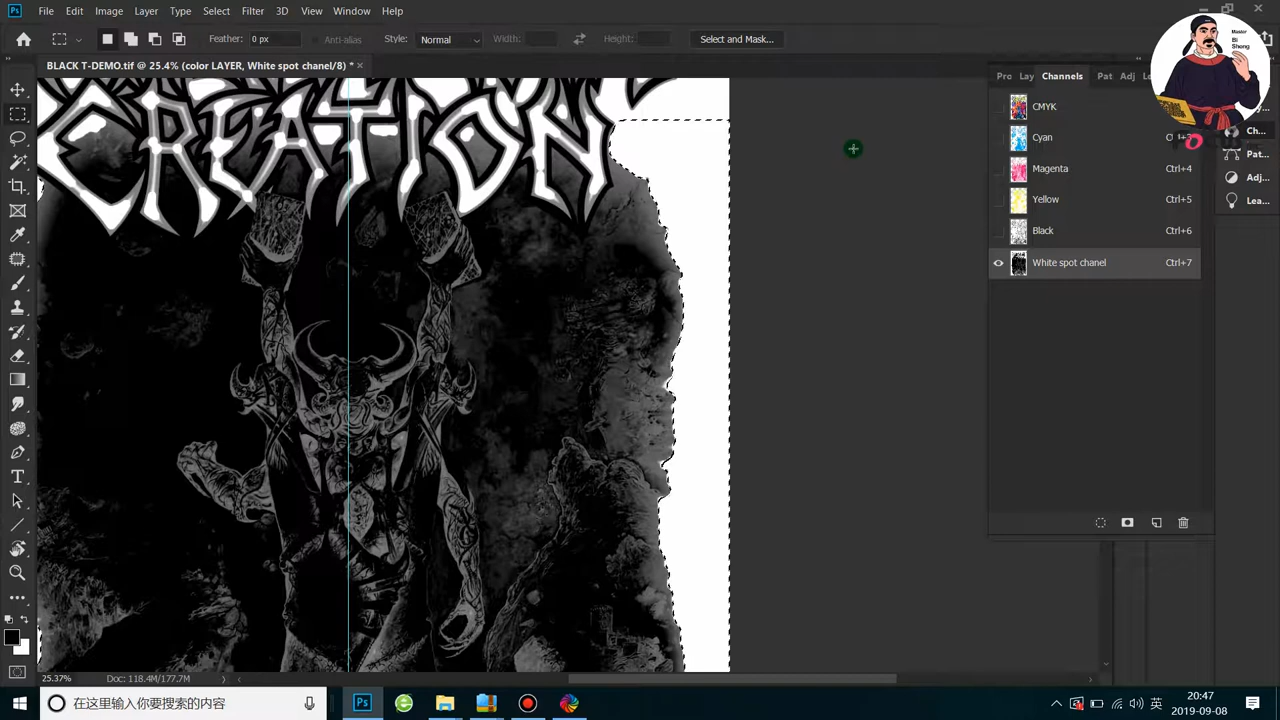 File Edit Image Layer Type Select Filter 3D View Window Help
Feather: 0 px Anti-alias Style: Normal Width: Height: Select and Mask...
BLACK T-DEMO.tif @ 25.4% (color LAYER, White spot chanel/8) *
Master
Bi
Sheng
Pro Lay Channels Pat Adj
CMYK
Cyan
Magenta Ctrl+4
Yellow Ctrl+5
Black Ctrl+6
White spot chanel Ctrl+7
Ch...
Pat...
Adj...
Lea...
CREATION
25.37% Doc: 118.4M/177.7M
在这里输入你要搜索的内容
Ps
英
20:47
2019-09-08